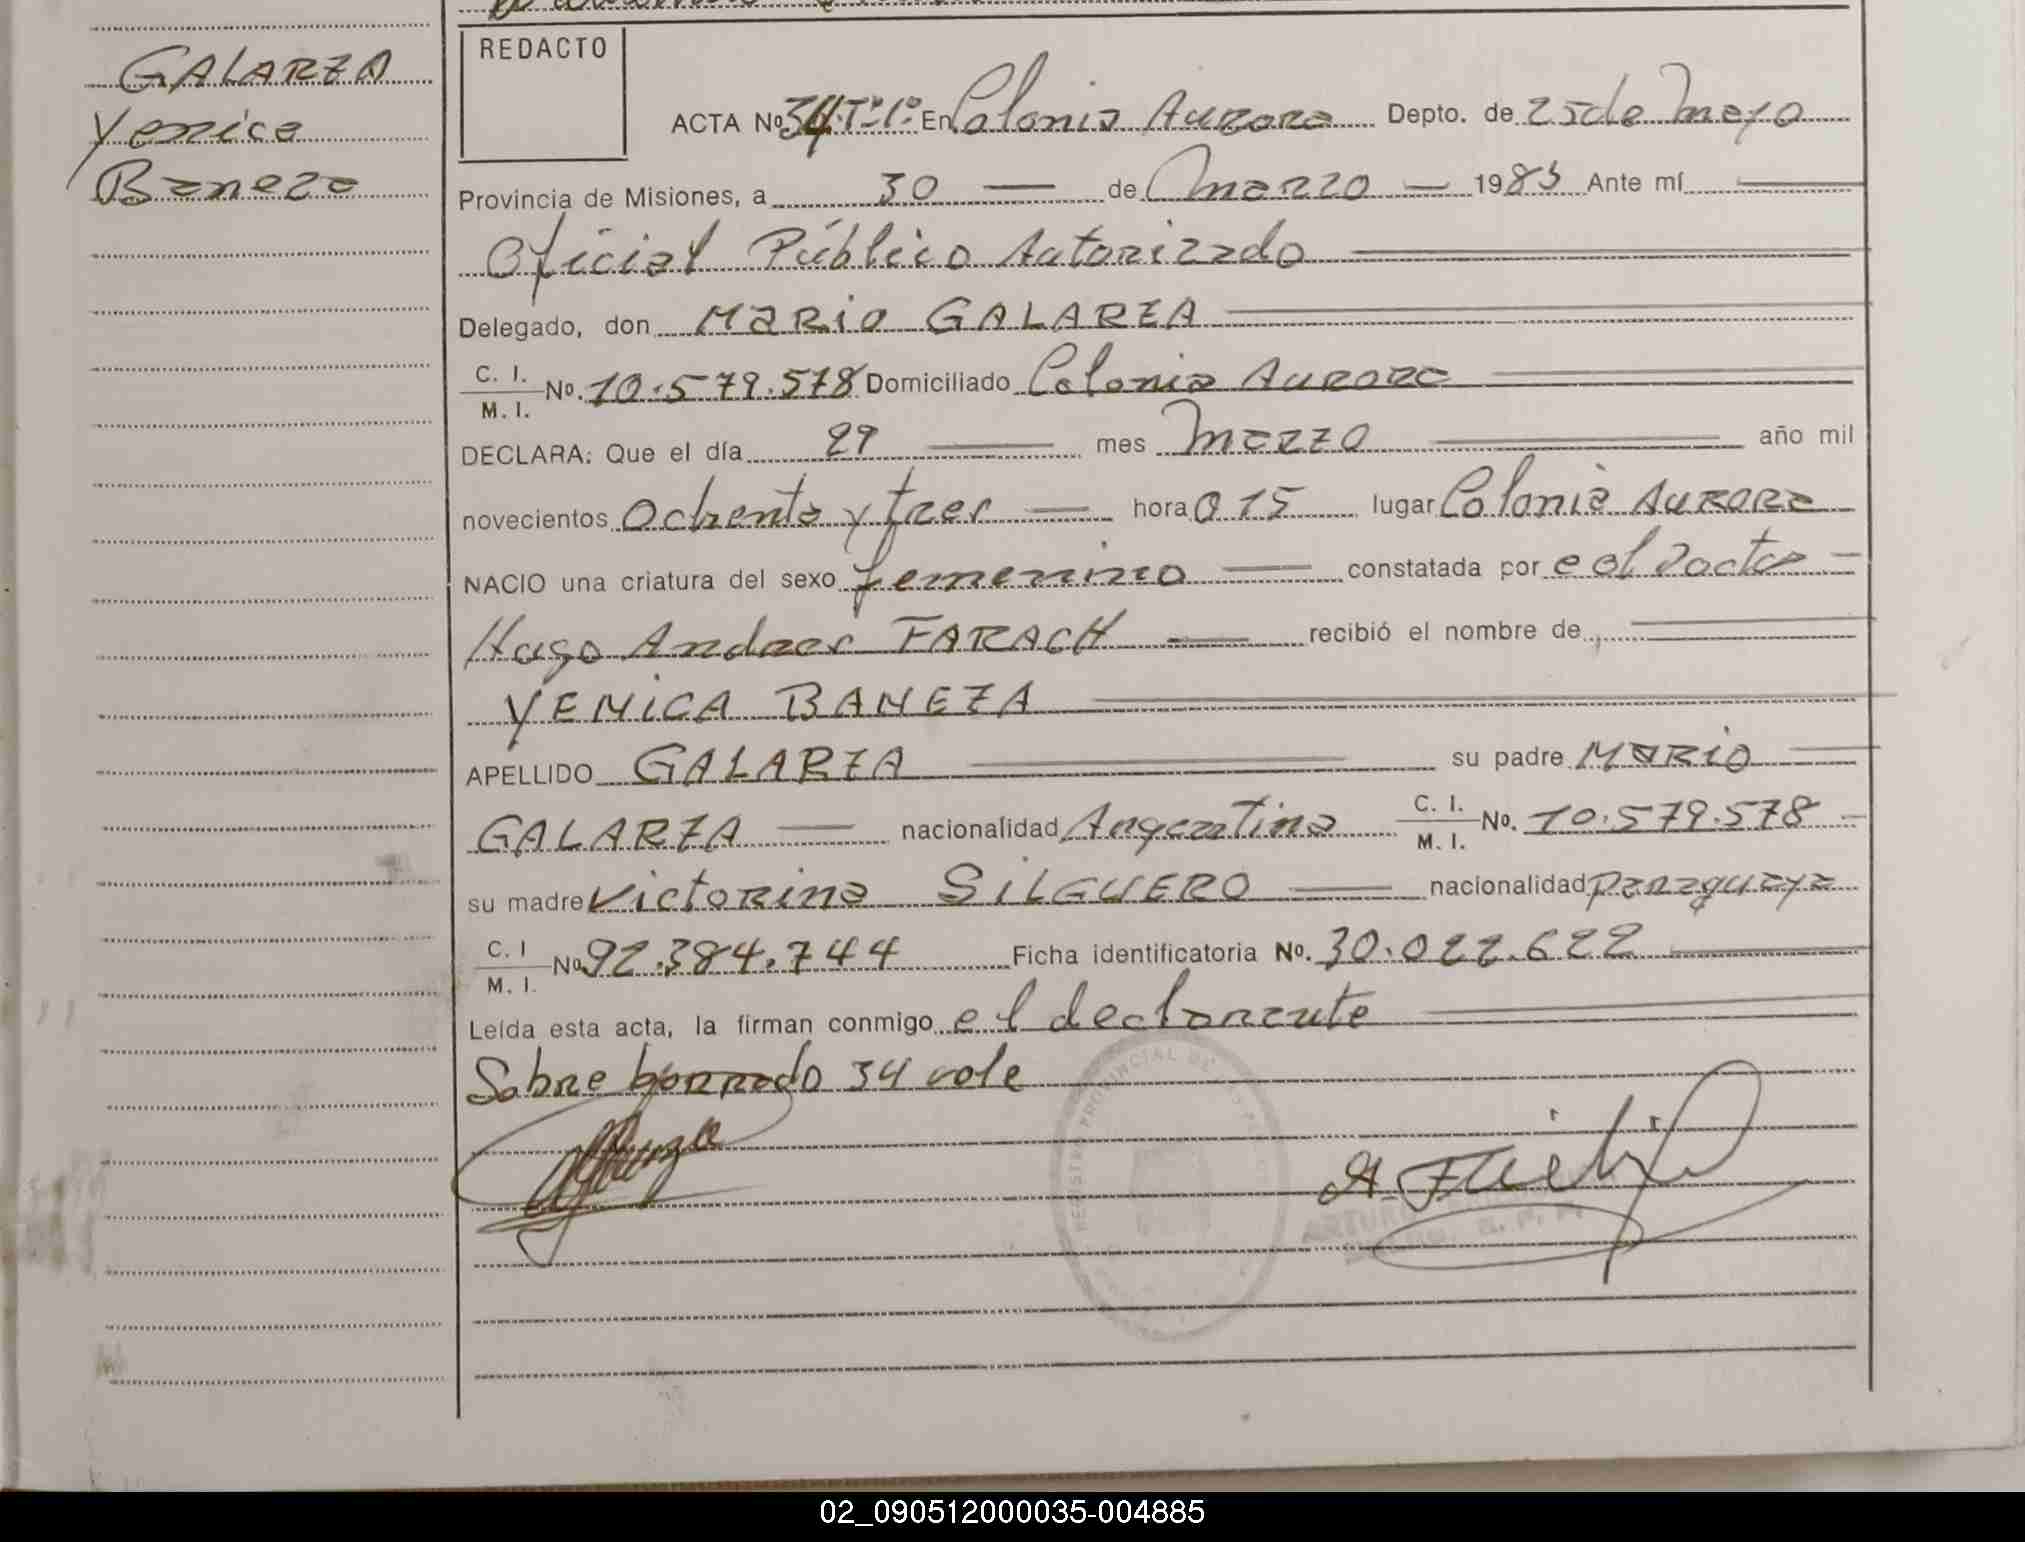 GALARZA
Yenica
Baneza
REDACTO
ACTA Nº 34 Tº 1º En Colonia Aurora Depto. de 25 de Mayo
Provincia de Misiones, a 30 — de Marzo — 1983 Ante mí
Oficial Público Autorizado
Delegado, don MARIO GALARZA
C. I.
M. I. No. 10.579.578 Domiciliado Colonia Aurora
DECLARA: Que el día 27 — mes Marzo — año mil
novecientos Ochenta y tres — hora 0 15 lugar Colonia Aurora
NACIO una criatura del sexo femenino — constatada por e el Doctor —
Hugo Andres FARACH — recibió el nombre de
YENICA BANEZA
APELLIDO GALARZA su padre MARIO
GALARZA — nacionalidad Argentina C. I.
M. I. No. 10.579.578 —
su madre Victorina SILGUERO — nacionalidad paraguaya
C. I
M. I. Nº 92.384.744 Ficha identificatoria No. 30.022.622
Leída esta acta, la firman conmigo el declarante
Sobre borrado 34 vale
REGISTRO PROVINCIAL DE
ARTURO
02_090512000035-004885